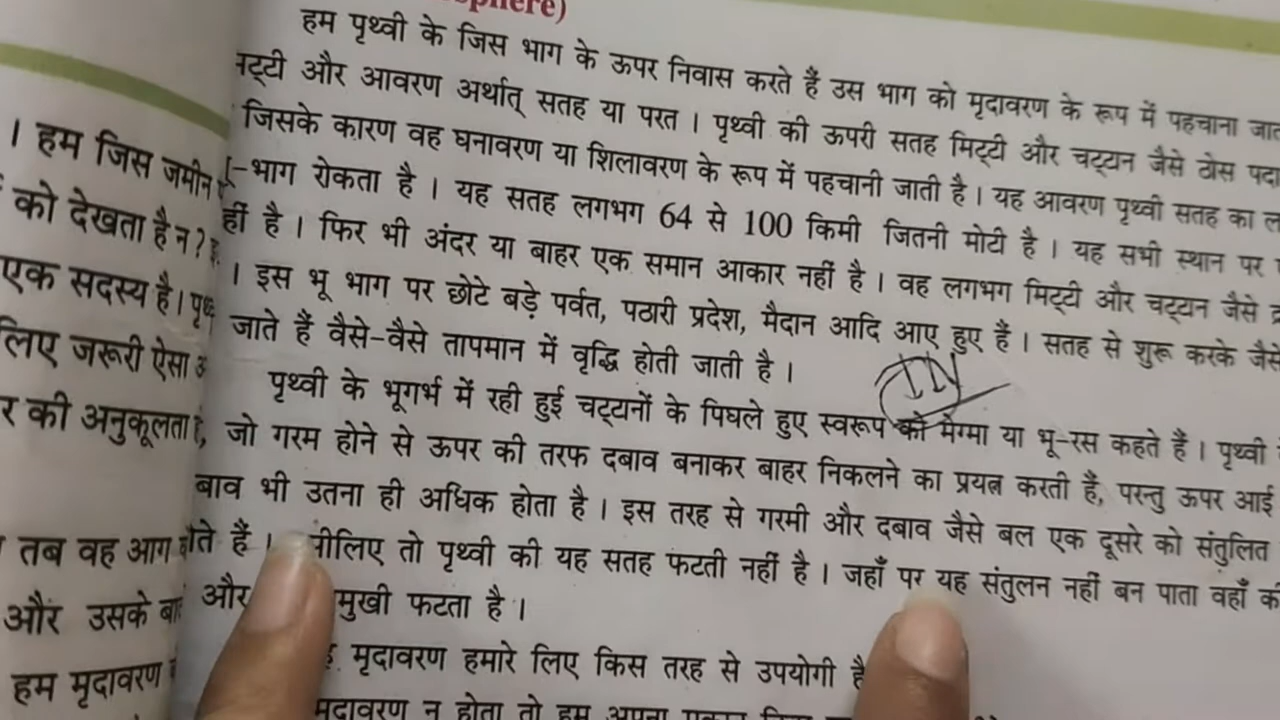 हम पृथ्वी के जिस भाग के ऊपर निवास करते हैं उस भाग को मृदावरण के रूप में पहचाना
और आवरण अर्थात् सतह या परत । पृथ्वी की ऊपरी सतह मिट्टी और चट्टान जैसे ठोस
जिसके कारण वह घनावरण या शिलावरण के रूप में पहचानी जाती है । यह आवरण पृथ्वी सतह का
-भाग रोकता है । यह सतह लगभग 64 से 100 किमी जितनी मोटी है । यह सभी स्थान पर
है । फिर भी अंदर या बाहर एक समान आकार नहीं है । वह लगभग मिट्टी और चट्टान जैसे
। इस भू भाग पर छोटे बड़े पर्वत, पठारी प्रदेश, मैदान आदि आए हुए हैं । सतह से शुरू करके जैसे
जाते हैं वैसे-वैसे तापमान में वृद्धि होती जाती है ।
पृथ्वी के भूगर्भ में रही हुई चट्टानों के पिघले हुए स्वरूप को मेग्मा या भू-रस कहते हैं । पृथ्वी
जो गरम होने से ऊपर की तरफ दबाव बनाकर बाहर निकलने का प्रयत्न करती हैं, परन्तु ऊपर आई
भी उतना ही अधिक होता है । इस तरह से गरमी और दबाव जैसे बल एक दूसरे को संतुलित
हैं । तो पृथ्वी की यह सतह फटती नहीं है । जहाँ पर यह संतुलन नहीं बन पाता वहाँ
और मुखी फटता है ।
मृदावरण हमारे लिए किस तरह से उपयोगी
न होता तो हम अपना
। हम जिस जमीन
को देखता है न ?
एक सदस्य है ।
लिए जरूरी ऐसा
की अनुकूलता
तब वह आग
और उसके
हम मृदावरण